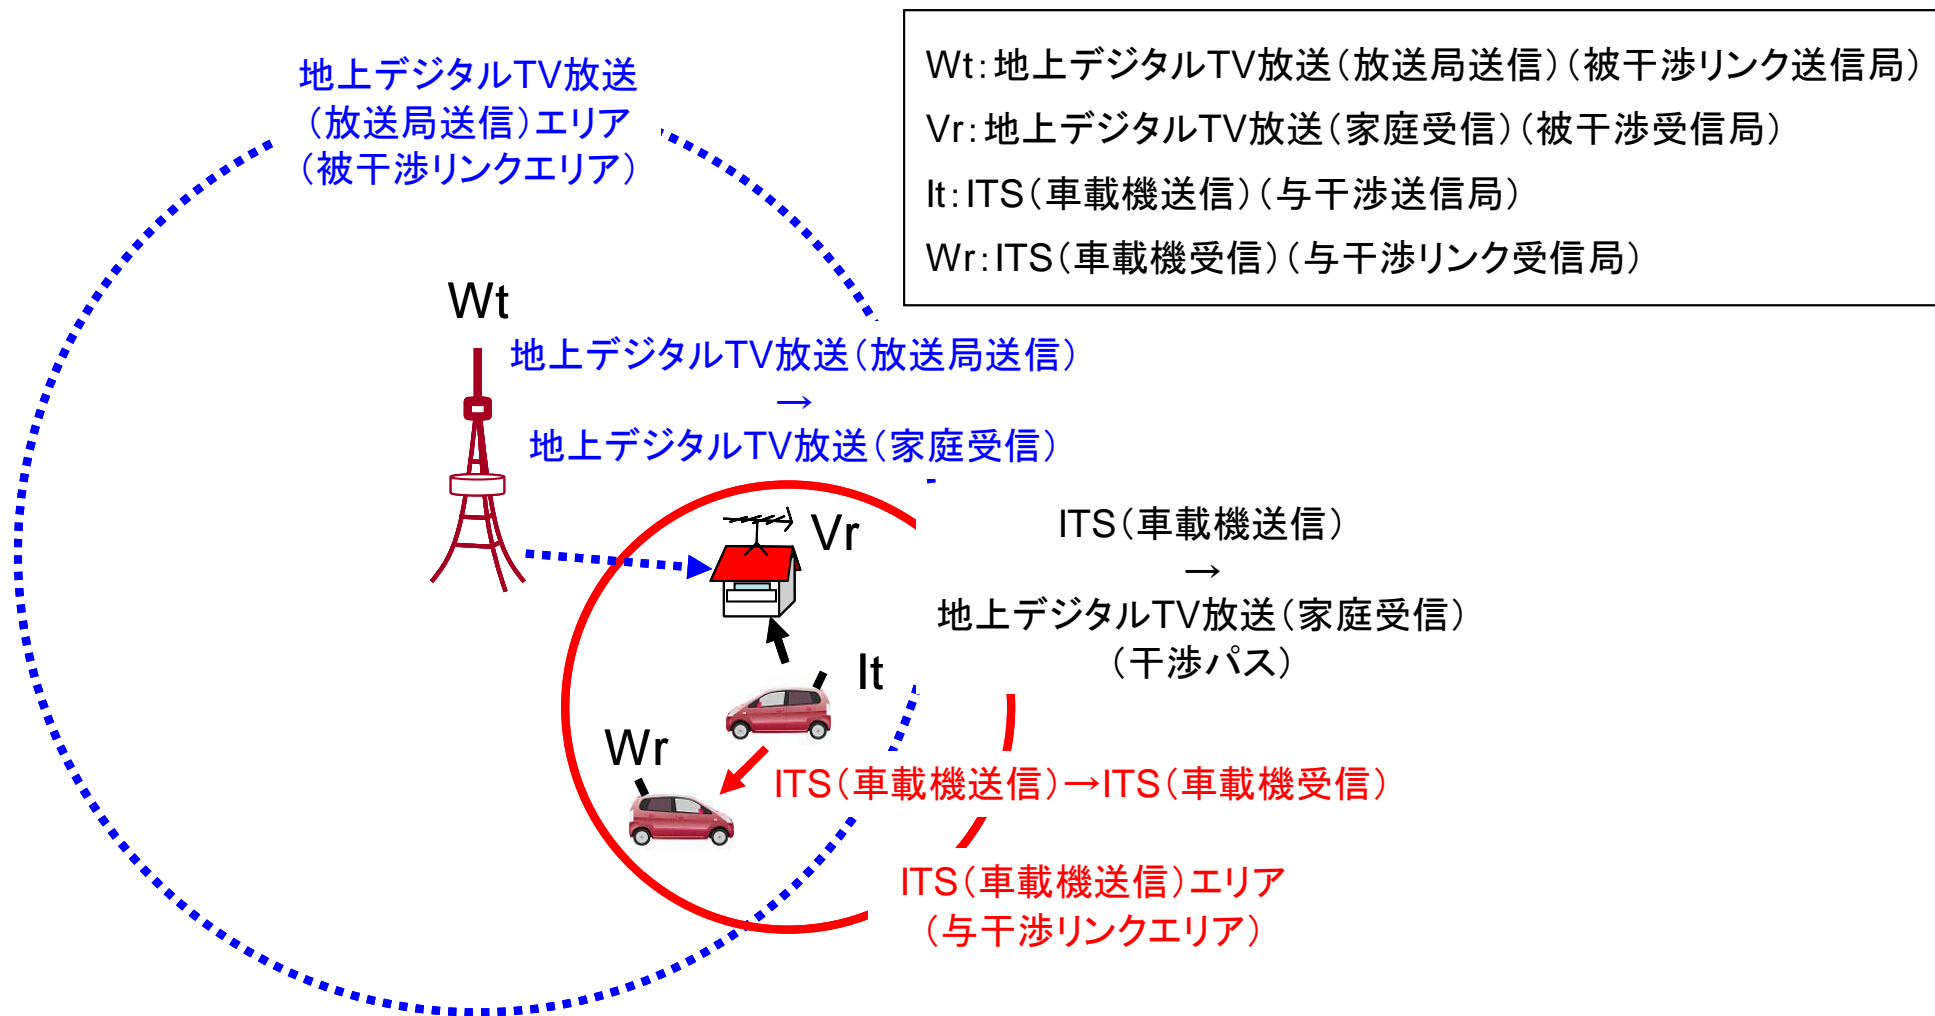 地上デジタルTV放送
（放送局送信）エリア
（被干渉リンクエリア）
Wt：地上デジタルTV放送（放送局送信）（被干渉リンク送信局）
Vr：地上デジタルTV放送（家庭受信）（被干渉受信局）
It：ITS（車載機送信）（与干渉送信局）
Wr：ITS（車載機受信）（与干渉リンク受信局）
Wt
地上デジタルTV放送（放送局送信）
→
地上デジタルTV放送（家庭受信）
Vr
ITS（車載機送信）
→
地上デジタルTV放送（家庭受信）
（干渉パス）
It
Wr
ITS（車載機送信）→ITS（車載機受信）
ITS（車載機送信）エリア
（与干渉リンクエリア）